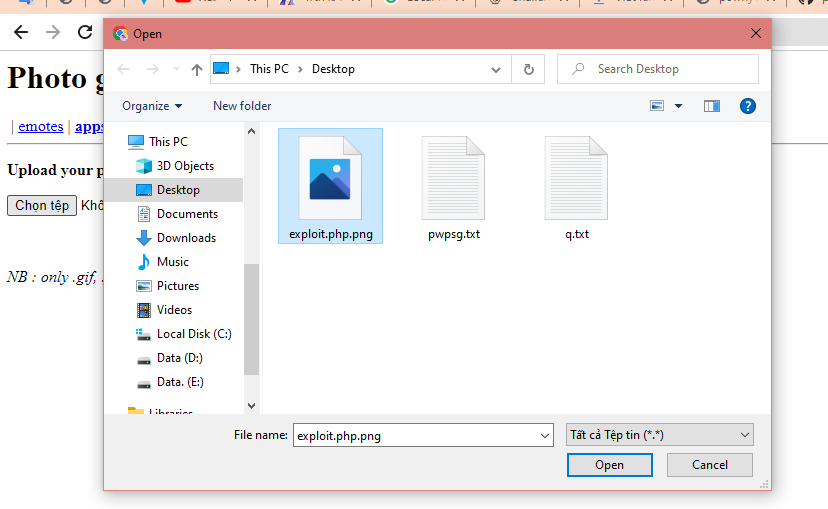 Open
This PC > Desktop
Search Desktop
Organize
New folder
Photo g
| emotes | apps
Upload your p
Chọn tệp Khô
NB : only .gif, ,
This PC
3D Objects
Desktop
Documents
Downloads
Music
Pictures
Videos
Local Disk (C:)
Data (D:)
Data. (E:)
Libraries
exploit.php.png
pwpsg.txt
q.txt
File name: exploit.php.png
Tất cả Tệp tin (*.*)
Open
Cancel